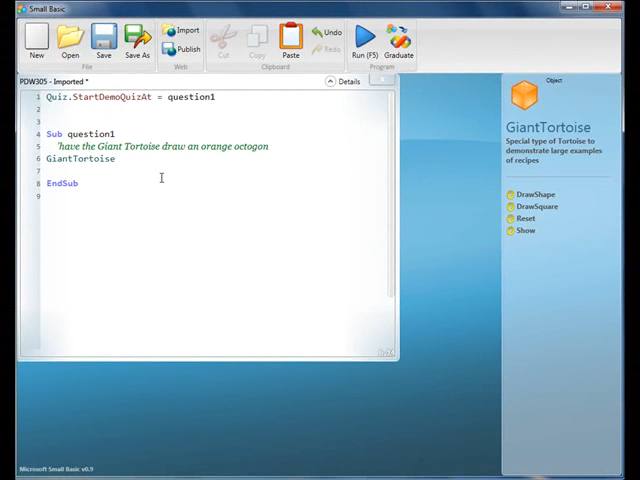 Small Basic
New
Open
Save
Save As
Import
Publish
Cut
Copy
Paste
Undo
Redo
Run (F5)
Graduate
File
Web
Clipboard
Program
PDW305 - Imported *
Details
1 Quiz.StartDemoQuizAt = question1
2
3
4 Sub question1
5 'have the Giant Tortoise draw an orange octogon
6 GiantTortoise
7
8 EndSub
9
Object
GiantTortoise
Special type of Tortoise to
demonstrate large examples
of recipes
DrawShape
DrawSquare
Reset
Show
Microsoft Small Basic v0.9